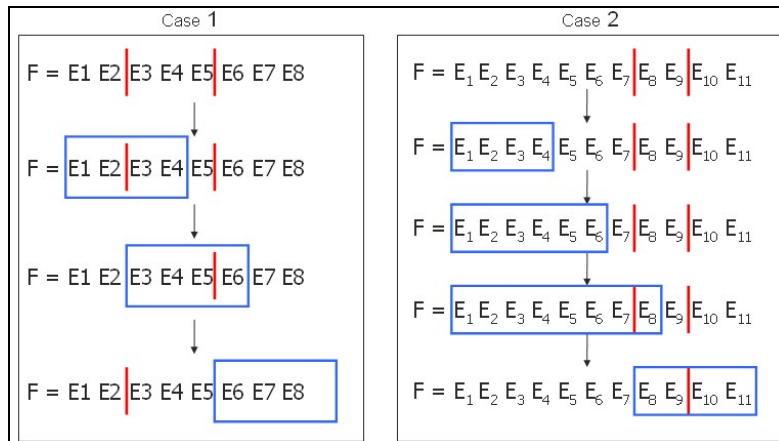 Case 1
F = E1 E2 E3 E4 E5 E6 E7 E8
F = E1 E2 E3 E4 E5 E6 E7 E8
F = E1 E2 E3 E4 E5 E6 E7 E8
F = E1 E2 E3 E4 E5 E6 E7 E8
Case 2
F = E₁ E₂ E₃ E₄ E₅ E₆ E₇ E₈ E₉ E₁₀ E₁₁
F = E₁ E₂ E₃ E₄ E₅ E₆ E₇ E₈ E₉ E₁₀ E₁₁
F = E₁ E₂ E₃ E₄ E₅ E₆ E₇ E₈ E₉ E₁₀ E₁₁
F = E₁ E₂ E₃ E₄ E₅ E₆ E₇ E₈ E₉ E₁₀ E₁₁
F = E₁ E₂ E₃ E₄ E₅ E₆ E₇ E₈ E₉ E₁₀ E₁₁